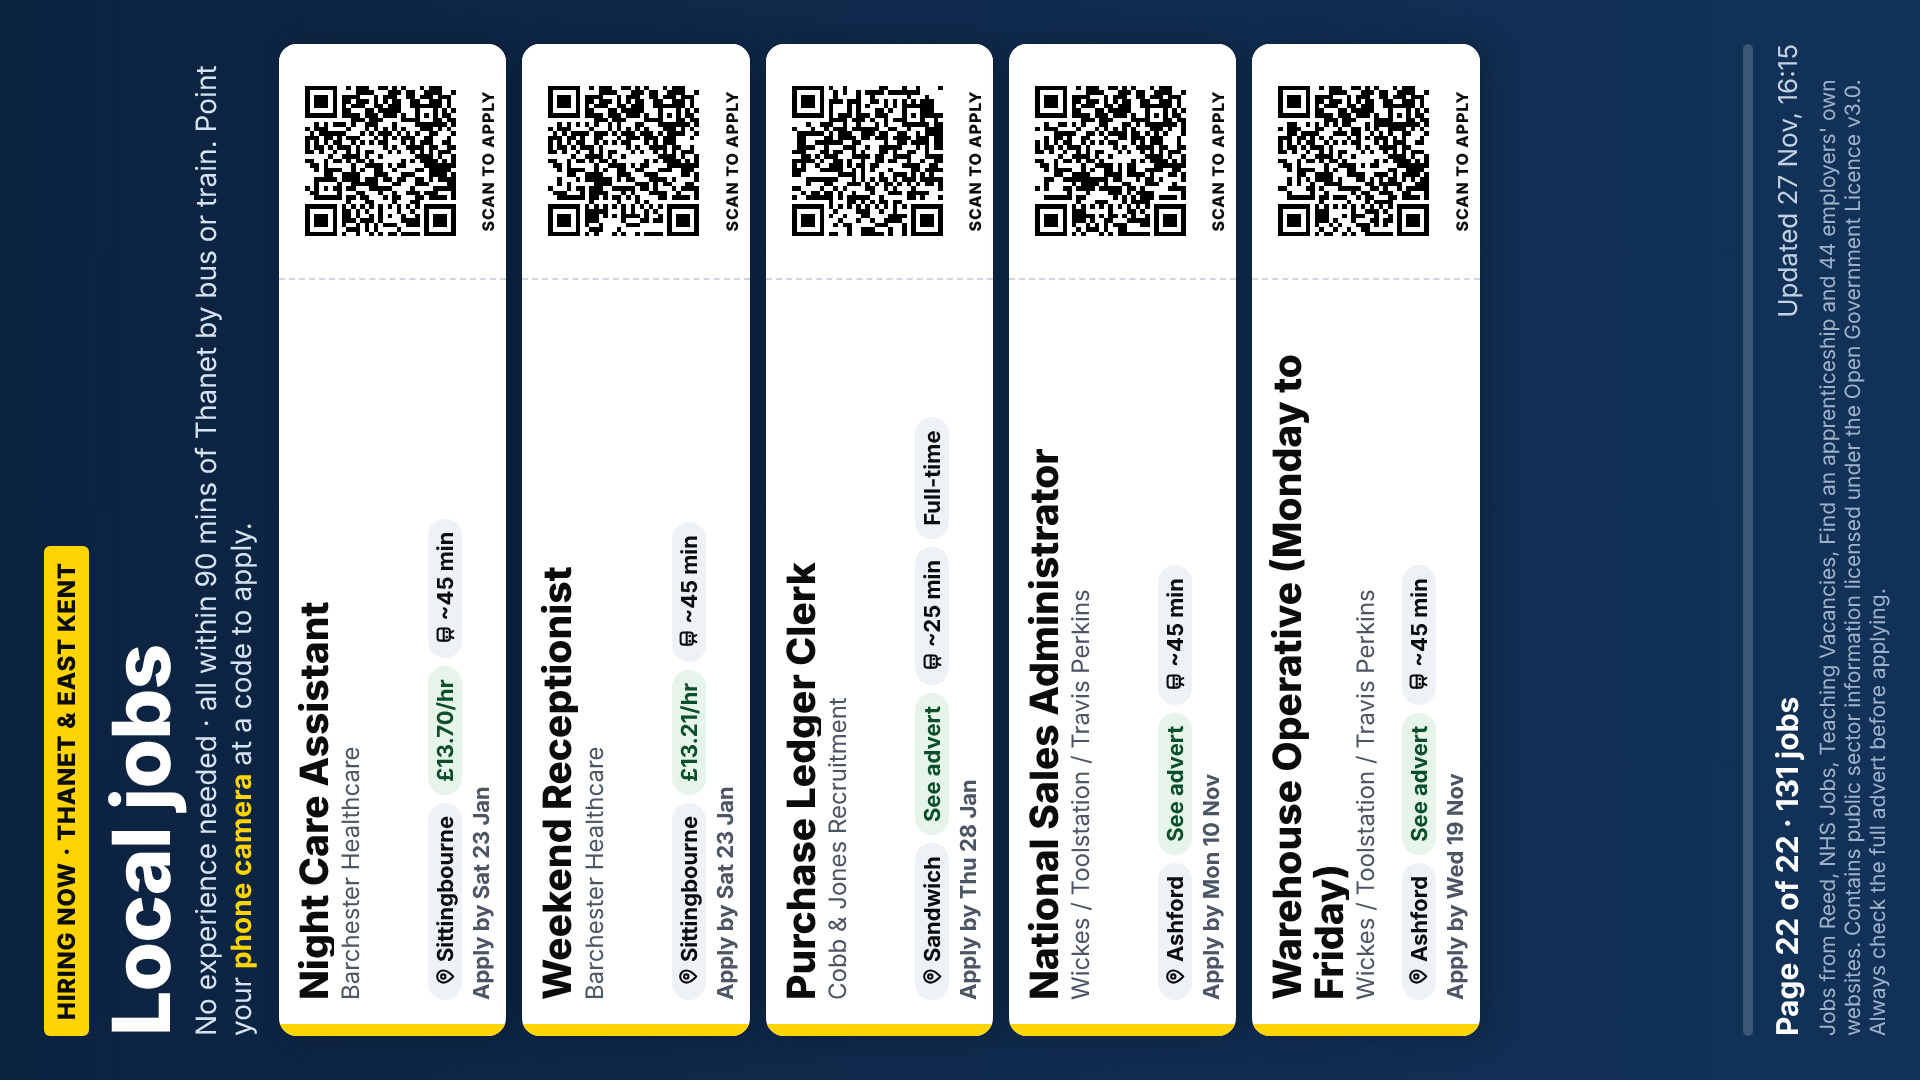 HIRING NOW · THANET & EAST KENT
Local jobs
No experience needed · all within 90 mins of Thanet by bus or train. Point
your phone camera at a code to apply.
Night Care Assistant
Barchester Healthcare
Sittingbourne £13.70/hr ~45 min
Apply by Sat 23 Jan
SCAN TO APPLY
Weekend Receptionist
Barchester Healthcare
Sittingbourne £13.21/hr ~45 min
Apply by Sat 23 Jan
SCAN TO APPLY
Purchase Ledger Clerk
Cobb & Jones Recruitment
Sandwich See advert ~25 min Full-time
Apply by Thu 28 Jan
SCAN TO APPLY
National Sales Administrator
Wickes / Toolstation / Travis Perkins
Ashford See advert ~45 min
Apply by Mon 10 Nov
SCAN TO APPLY
Warehouse Operative (Monday to
Friday)
Wickes / Toolstation / Travis Perkins
Ashford See advert ~45 min
Apply by Wed 19 Nov
SCAN TO APPLY
Page 22 of 22 · 131 jobs
Updated 27 Nov, 16:15
Jobs from Reed, NHS Jobs, Teaching Vacancies, Find an apprenticeship and 44 employers' own
websites. Contains public sector information licensed under the Open Government Licence v3.0.
Always check the full advert before applying.